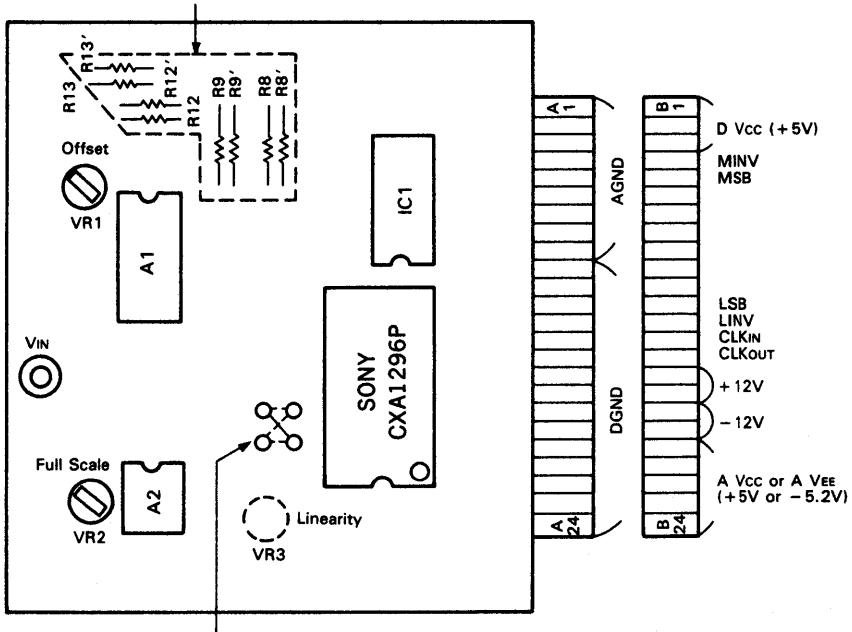 R13'
R13
R12'
R12
R9
R9'
R8
R8'
Offset
VR1
A1
IC1
VIN
SONY
CXA1296P
Full Scale
VR2
A2
Linearity
VR3
A
1
AGND
DGND
A
24
B
1
D VCC (+5V)
MINV
MSB
LSB
LINV
CLKIN
CLKOUT
+12V
−12V
A VCC or A VEE
(+5V or −5.2V)
B
24